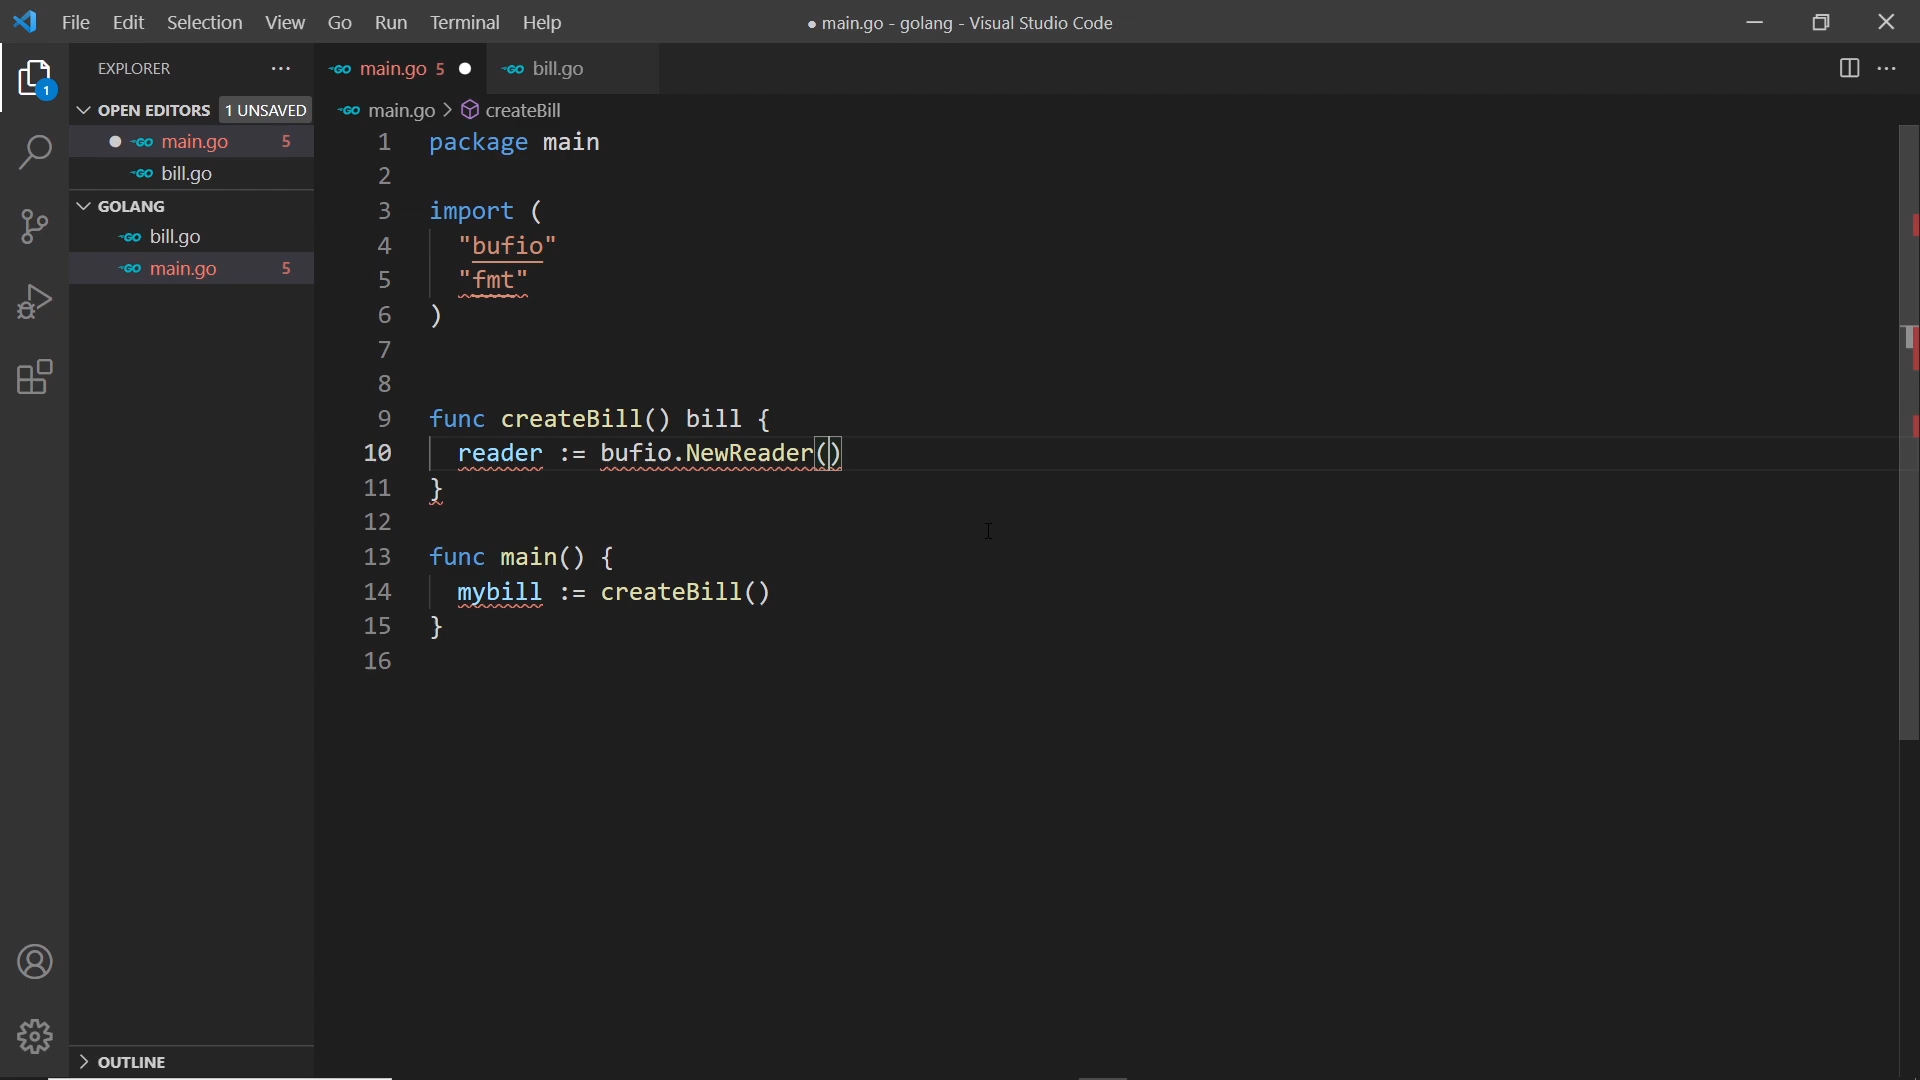 File Edit Selection View Go Run Terminal Help
● main.go - golang - Visual Studio Code
EXPLORER ...
main.go 5 ●
bill.go
1
OPEN EDITORS 1 UNSAVED
● main.go 5
bill.go
GOLANG
bill.go
main.go 5
OUTLINE
main.go > createBill
1 package main
2
3 import (
4 "bufio"
5 "fmt"
6 )
7
8
9 func createBill() bill {
10 reader := bufio.NewReader()
11 }
12
13 func main() {
14 mybill := createBill()
15 }
16